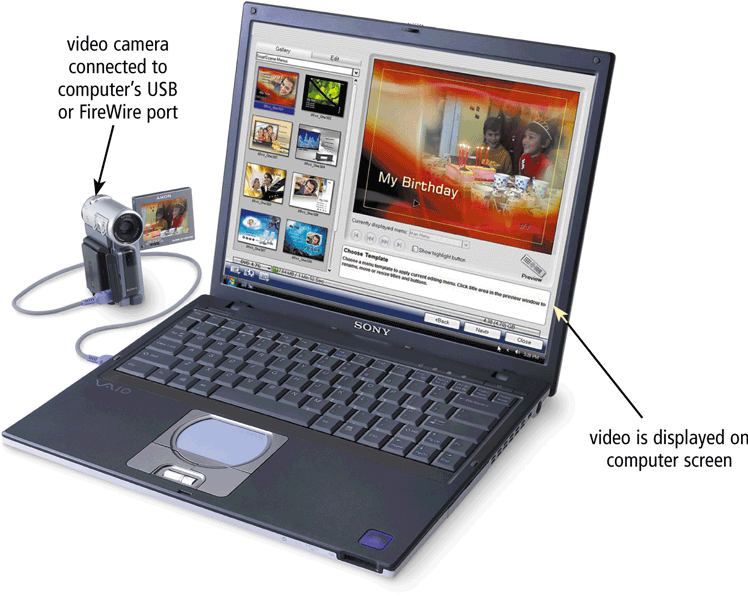 video camera
connected to
computer's USB
or FireWire port
Gallery
Edit
My Birthday
Currently displayed menu: Main Menu
Show highlight button
Preview
Choose Template
Choose a menu template to apply current editing menu. Click title area in the preview window to
rename, move or resize titles and buttons.
<Back
Next>
Close
SONY
VAIO
video is displayed on
computer screen